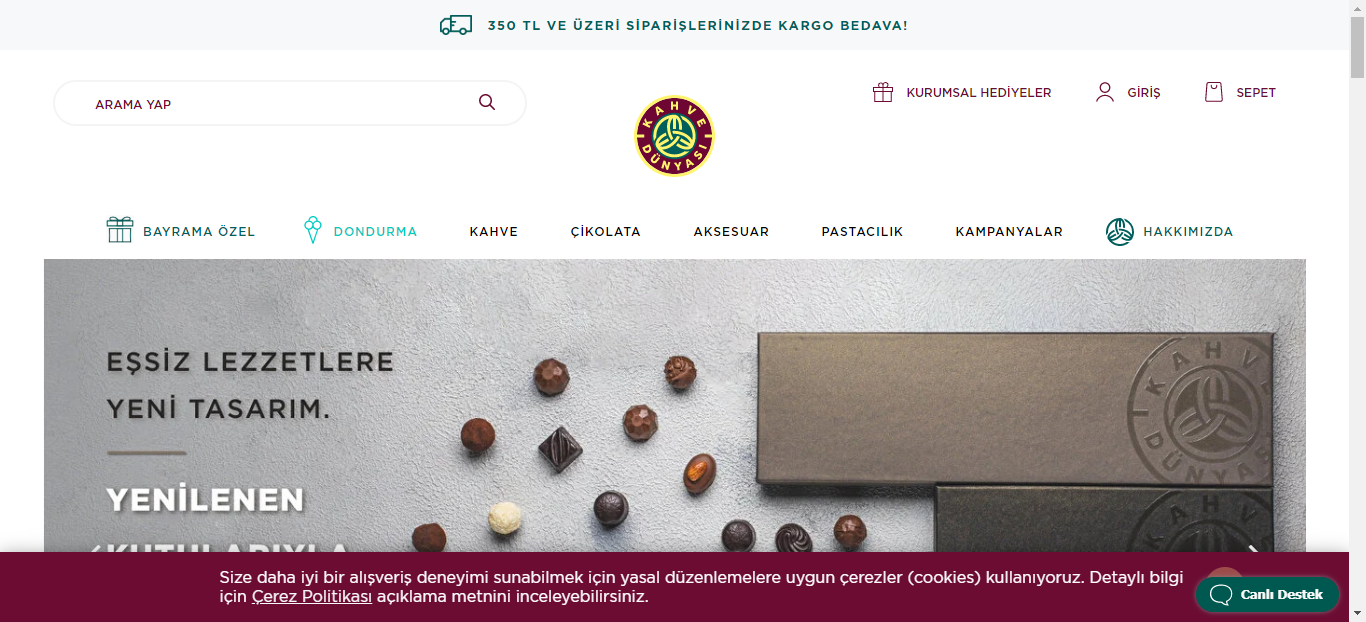 350 TL VE ÜZERİ SİPARİŞLERİNİZDE KARGO BEDAVA!
ARAMA YAP
KURUMSAL HEDİYELER
GİRİŞ
SEPET
KAHVE DÜNYASI
BAYRAMA ÖZEL
DONDURMA
KAHVE
ÇİKOLATA
AKSESUAR
PASTACILIK
KAMPANYALAR
HAKKIMIZDA
EŞSİZ LEZZETLERE
YENİ TASARIM.
YENİLENEN
KUTULARIYLA
KAHVE DÜNYASI
Size daha iyi bir alışveriş deneyimi sunabilmek için yasal düzenlemelere uygun çerezler (cookies) kullanıyoruz. Detaylı bilgi
için Çerez Politikası açıklama metnini inceleyebilirsiniz.
Canlı Destek